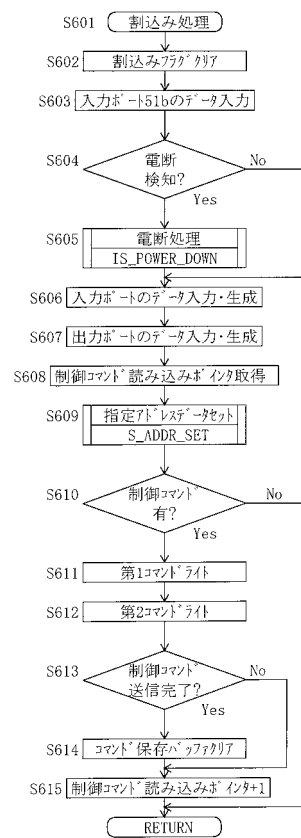 S601 割込み処理
S602 割込みﾌﾗｸﾞｸﾘｱ
S603 入力ﾎﾟｰﾄ51bのﾃﾞｰﾀ入力
S604 電断
検知?
No
Yes
S605 電断処理
IS_POWER_DOWN
S606 入力ﾎﾟｰﾄのﾃﾞｰﾀ入力・生成
S607 出力ﾎﾟｰﾄのﾃﾞｰﾀ入力・生成
S608 制御ｺﾏﾝﾄﾞ読み込みﾎﾟｲﾝﾀ取得
S609 指定ｱﾄﾞﾚｽﾃﾞｰﾀｾｯﾄ
S_ADDR_SET
S610 制御ｺﾏﾝﾄﾞ
有?
No
Yes
S611 第1ｺﾏﾝﾄﾞﾗｲﾄ
S612 第2ｺﾏﾝﾄﾞﾗｲﾄ
S613 制御ｺﾏﾝﾄﾞ
送信完了?
No
Yes
S614 ｺﾏﾝﾄﾞ保存ﾊﾞｯﾌｧｸﾘｱ
S615 制御ｺﾏﾝﾄﾞ読み込みﾎﾟｲﾝﾀ+1
RETURN